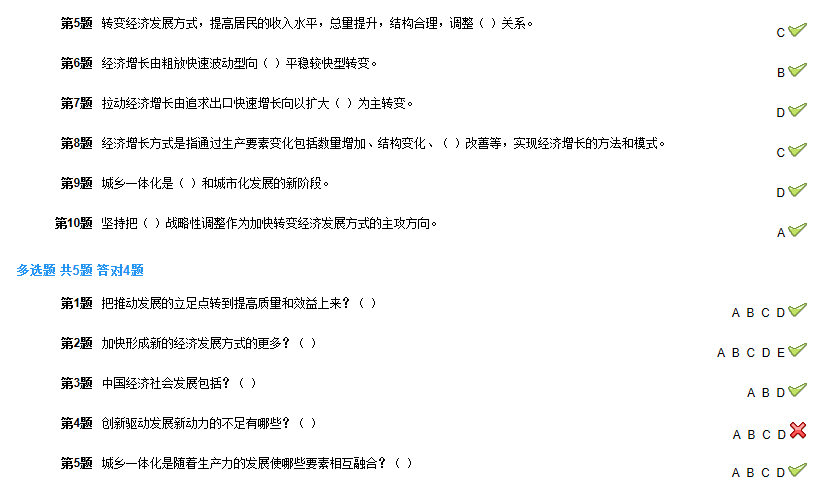 第5题 转变经济发展方式，提高居民的收入水平，总量提升，结构合理，调整（ ）关系。 C
第6题 经济增长由粗放快速波动型向（ ）平稳较快型转变。 B
第7题 拉动经济增长由追求出口快速增长向以扩大（ ）为主转变。 D
第8题 经济增长方式是指通过生产要素变化包括数量增加、结构变化、（ ）改善等，实现经济增长的方法和模式。 C
第9题 城乡一体化是（ ）和城市化发展的新阶段。 D
第10题 坚持把（ ）战略性调整作为加快转变经济发展方式的主攻方向。 A
多选题 共5题 答对4题
第1题 把推动发展的立足点转到提高质量和效益上来？（ ） A B C D
第2题 加快形成新的经济发展方式的更多？（ ） A B C D E
第3题 中国经济社会发展包括？（ ） A B D
第4题 创新驱动发展新动力的不足有哪些？（ ） A B C D
第5题 城乡一体化是随着生产力的发展使哪些要素相互融合？（ ） A B C D